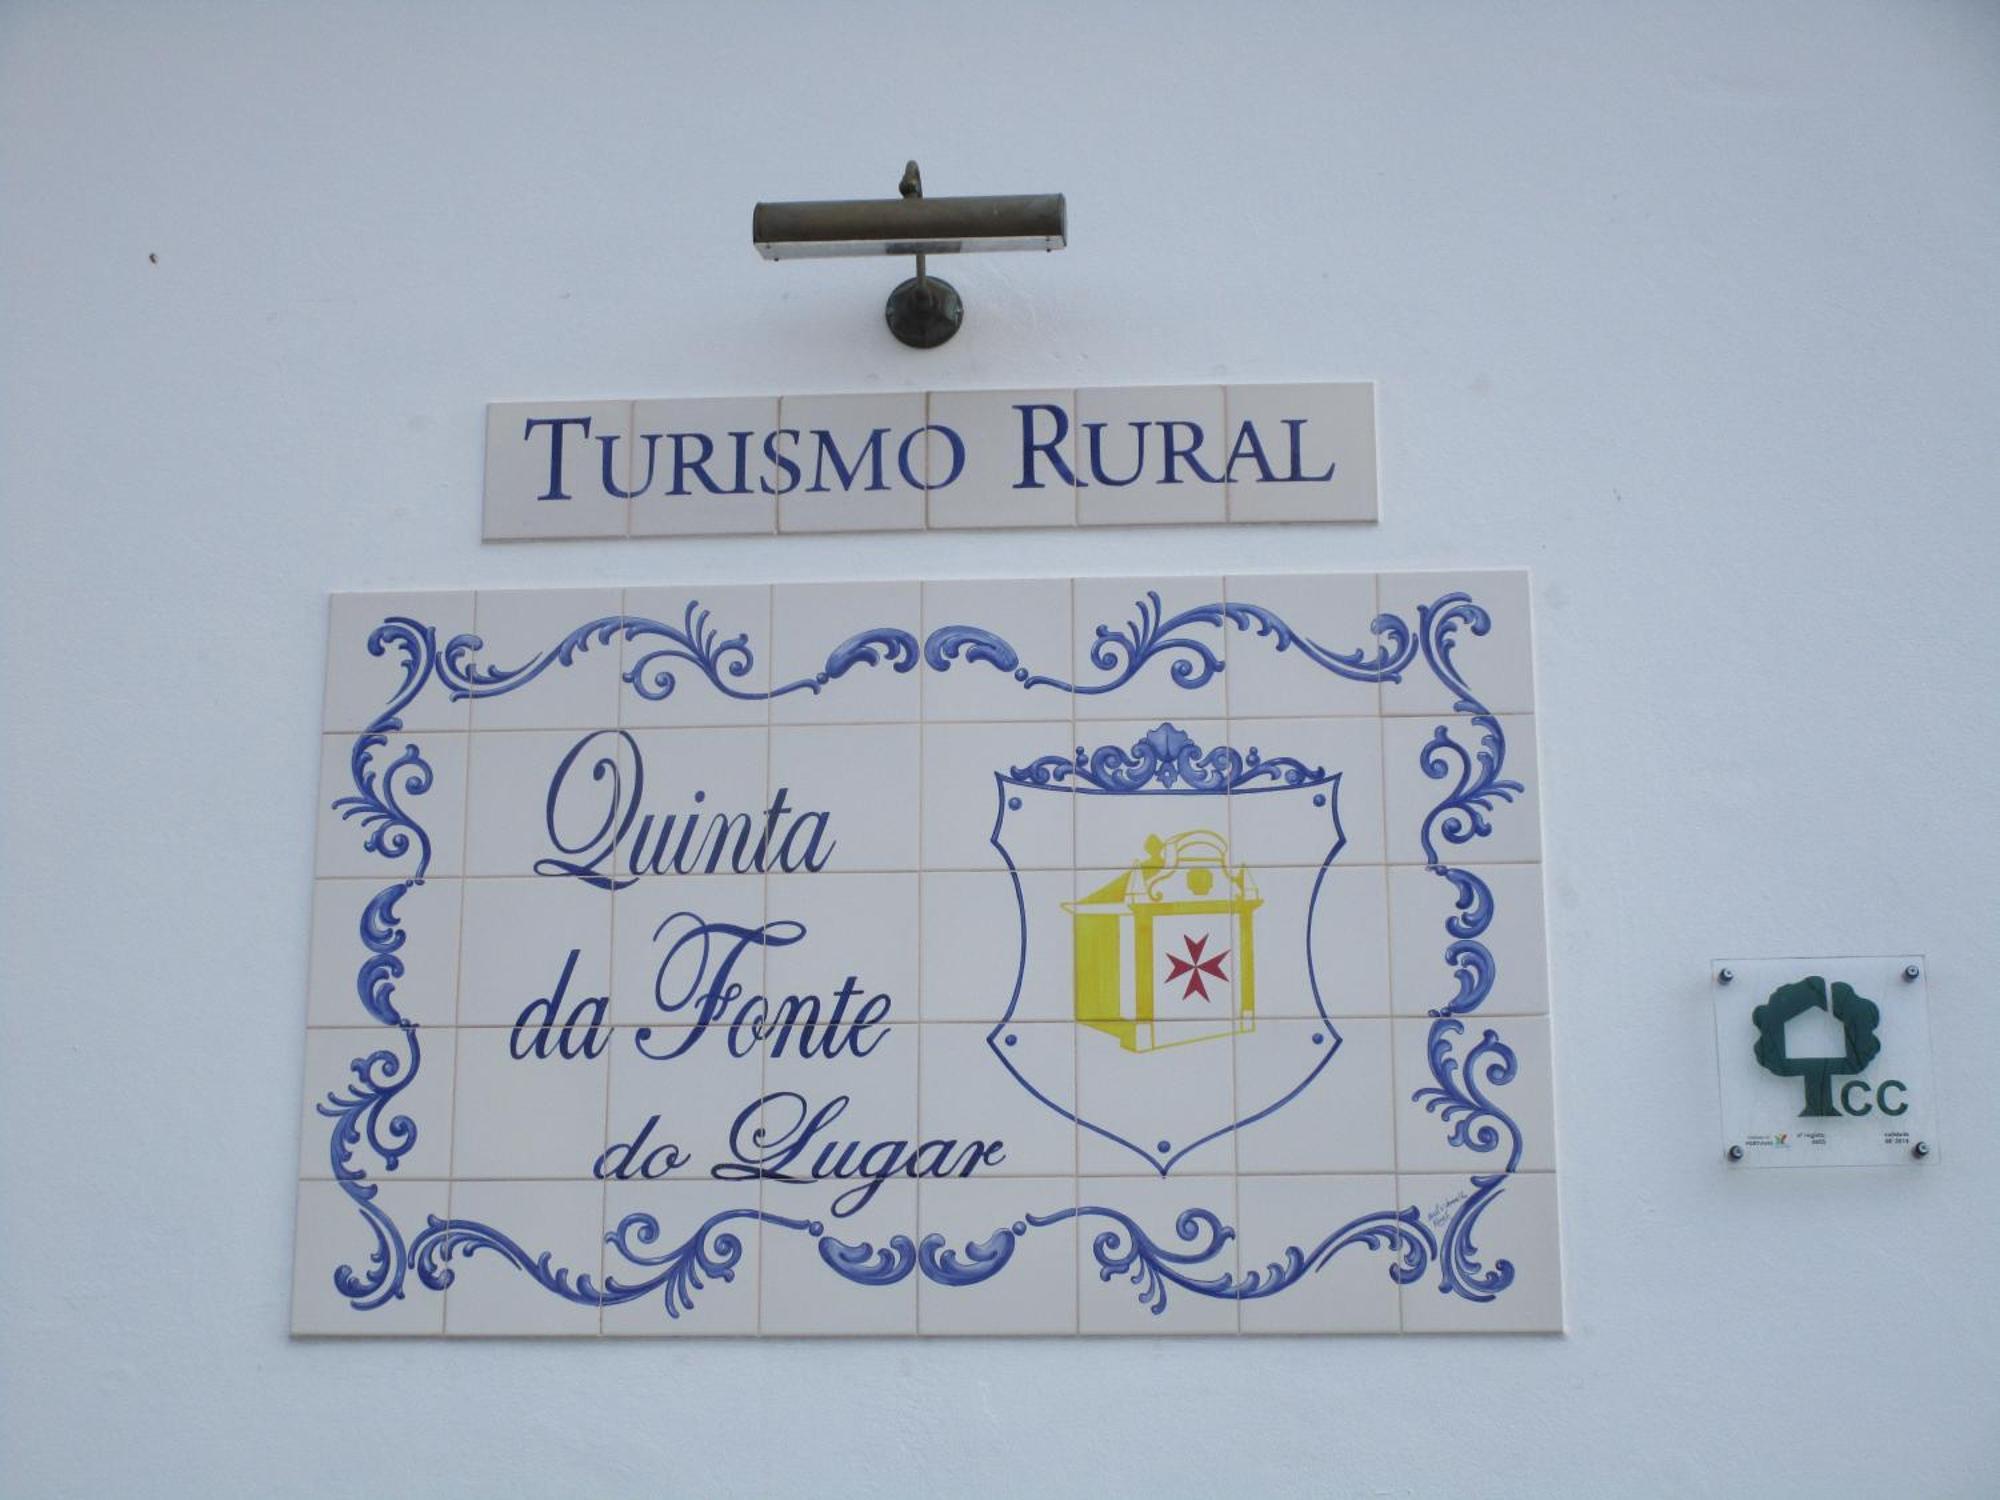 TURISMO RURAL
Quinta
da Fonte
do Lugar
CC